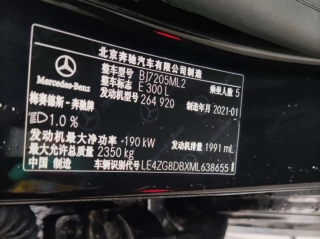 北京奔驰汽车有限公司制造
Mercedes-Benz
整车型号 BJ7205ML2 乘坐人数 5
整车标志 E 300 L
梅赛德斯-奔驰牌 发动机型号 264 920 制造年月 2021-01
1.0 %
发动机最大净功率 190 kW 发动机排量 1991 mL
最大允许总质量 2350 kg
中国 制造 车辆识别代号 LE4ZG8DBXML638655